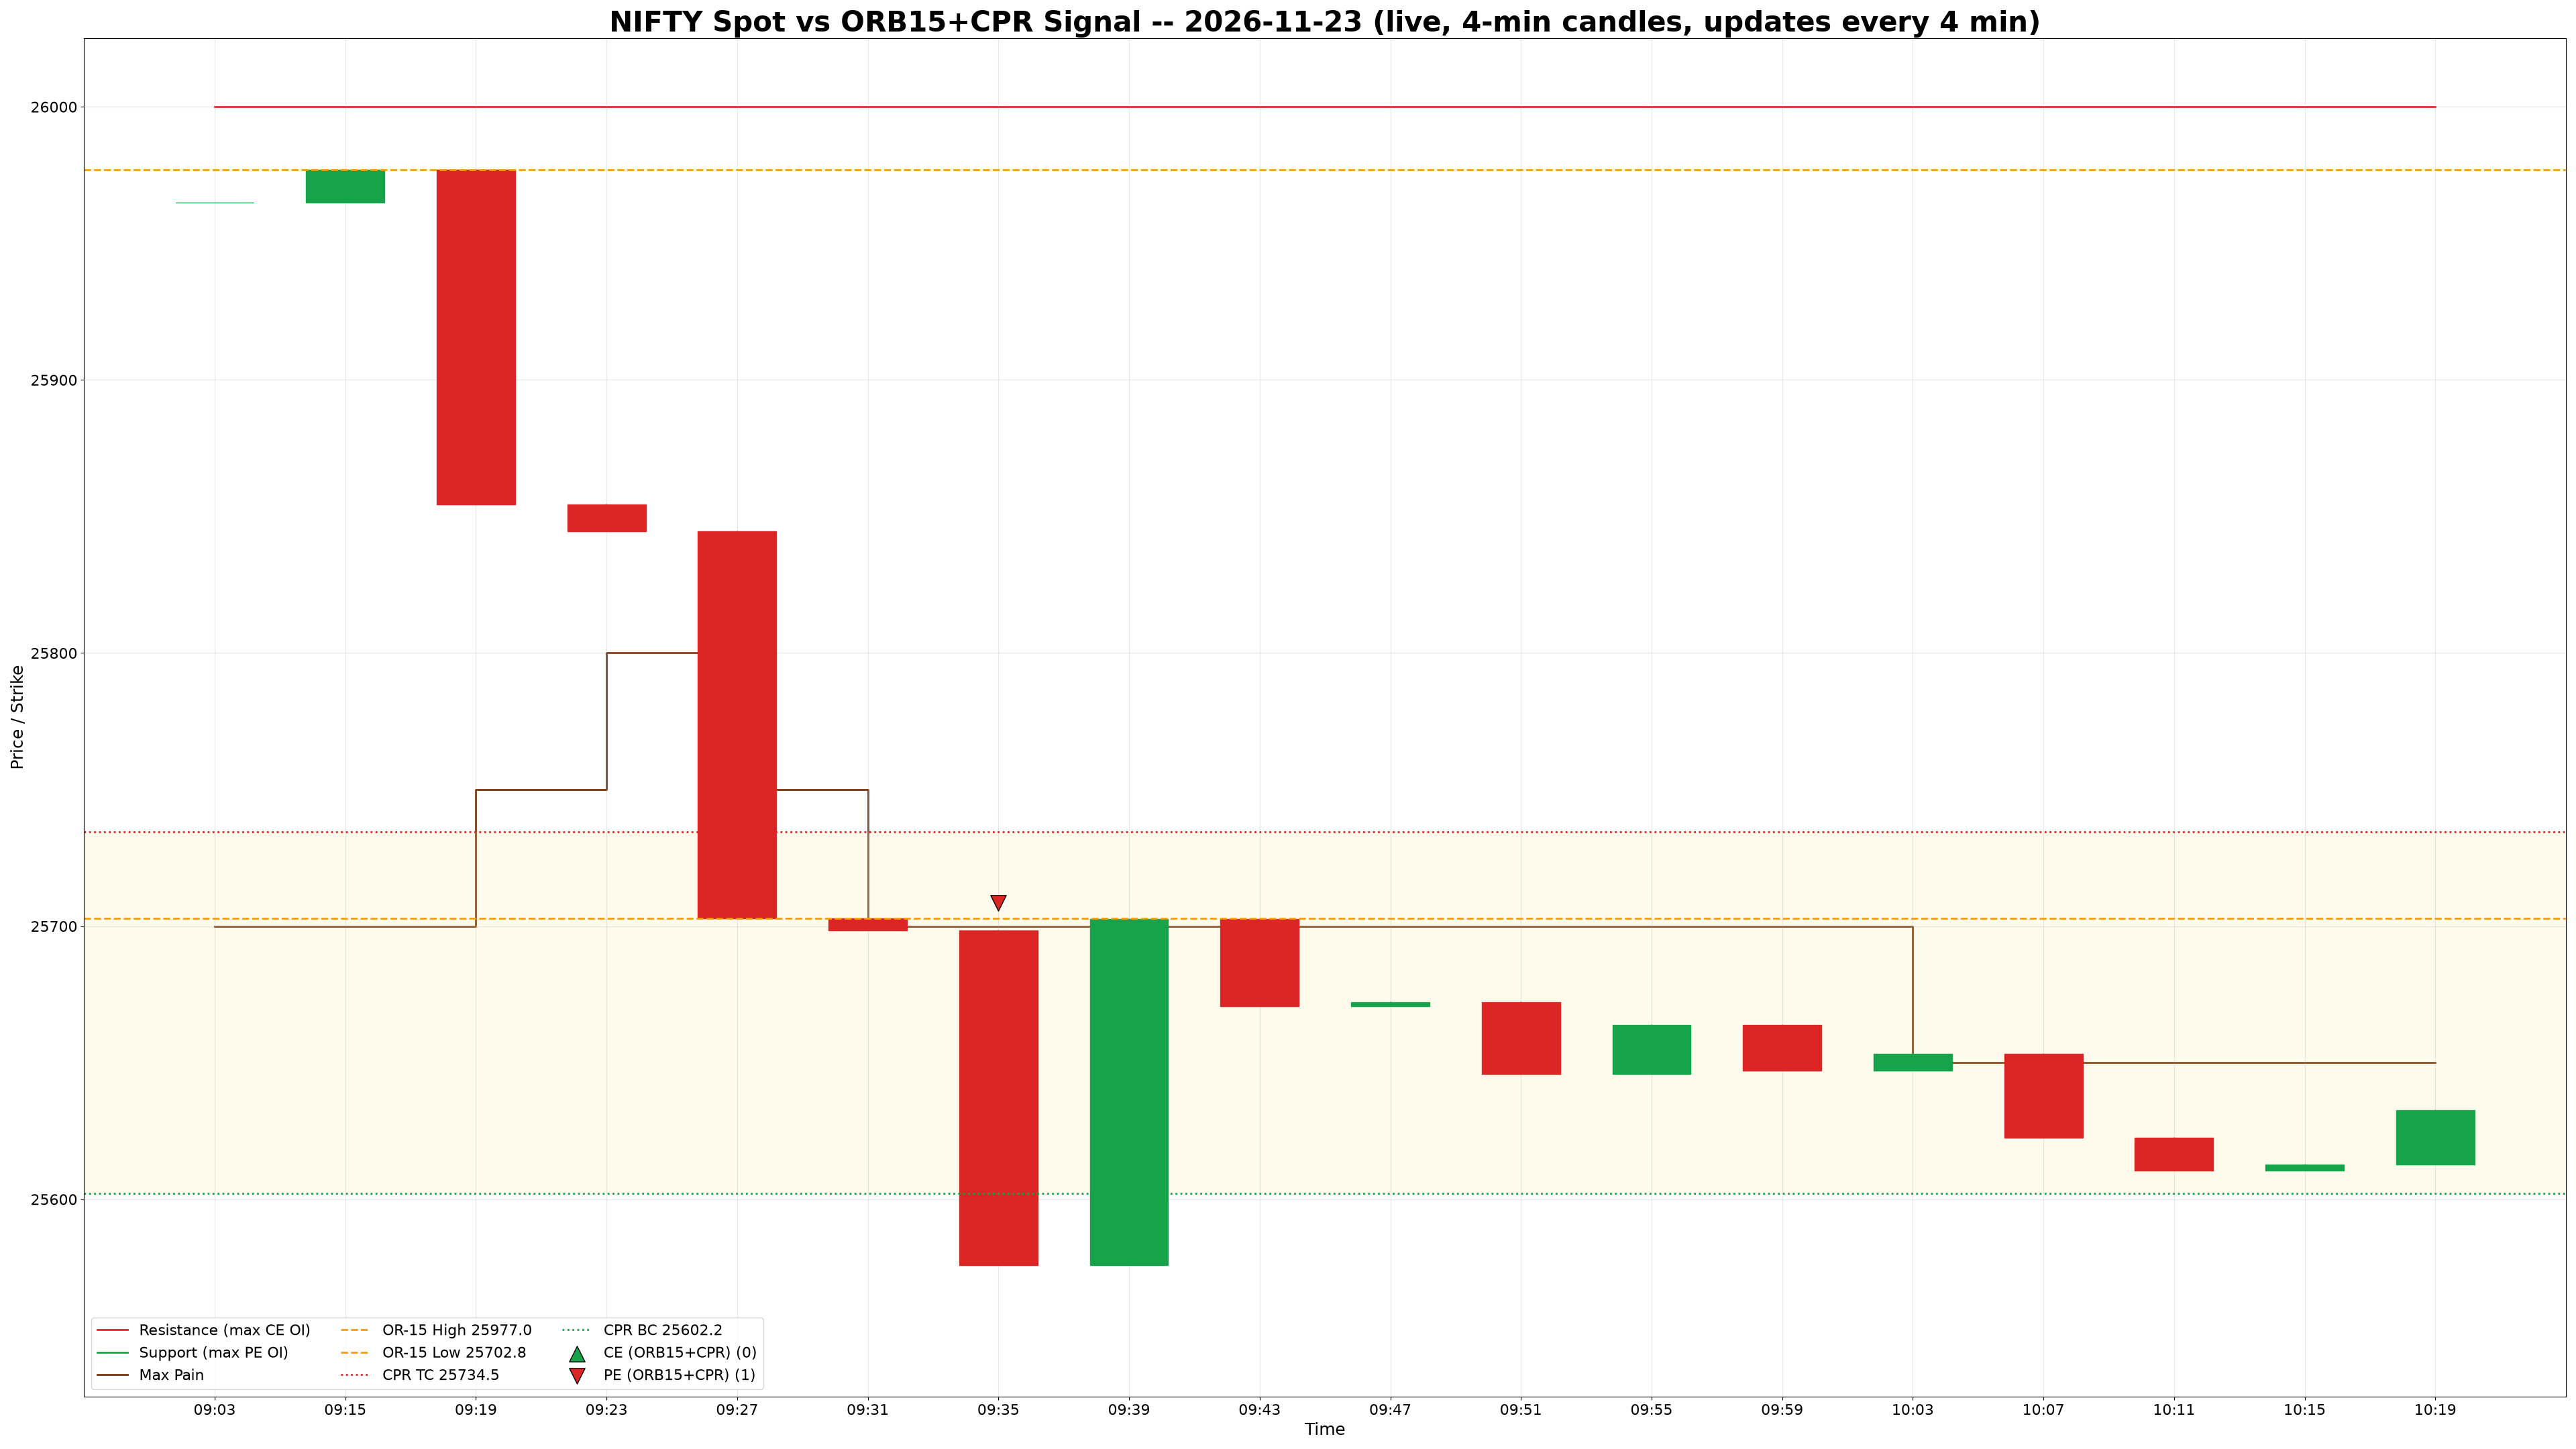 NIFTY Spot vs ORB15+CPR Signal -- 2026-11-23 (live, 4-min candles, updates every 4 min)
Price / Strike
26000
25900
25800
25700
25600
Resistance (max CE OI)
Support (max PE OI)
Max Pain
OR-15 High 25977.0
OR-15 Low 25702.8
CPR TC 25734.5
CPR BC 25602.2
CE (ORB15+CPR) (0)
PE (ORB15+CPR) (1)
09:03 09:15 09:19 09:23 09:27 09:31 09:35 09:39 09:43 09:47 09:51 09:55 09:59 10:03 10:07 10:11 10:15 10:19
Time